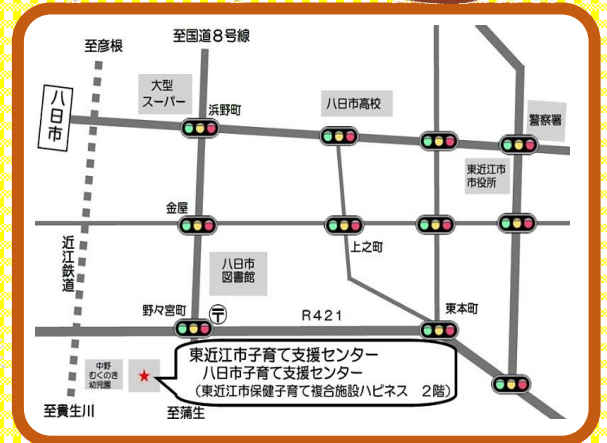 至国道8号線
至彦根
大型
スーパー
八日市
浜野町
八日市高校
警察署
東近江市
市役所
金屋
上之町
近江鉄道
八日市
図書館
野々宮町
〒
R421
東本町
中野
むくのき
幼児園
★
東近江市子育て支援センター
八日市子育て支援センター
(東近江市保健子育て複合施設ハピネス 2階)
至貴生川
至蒲生